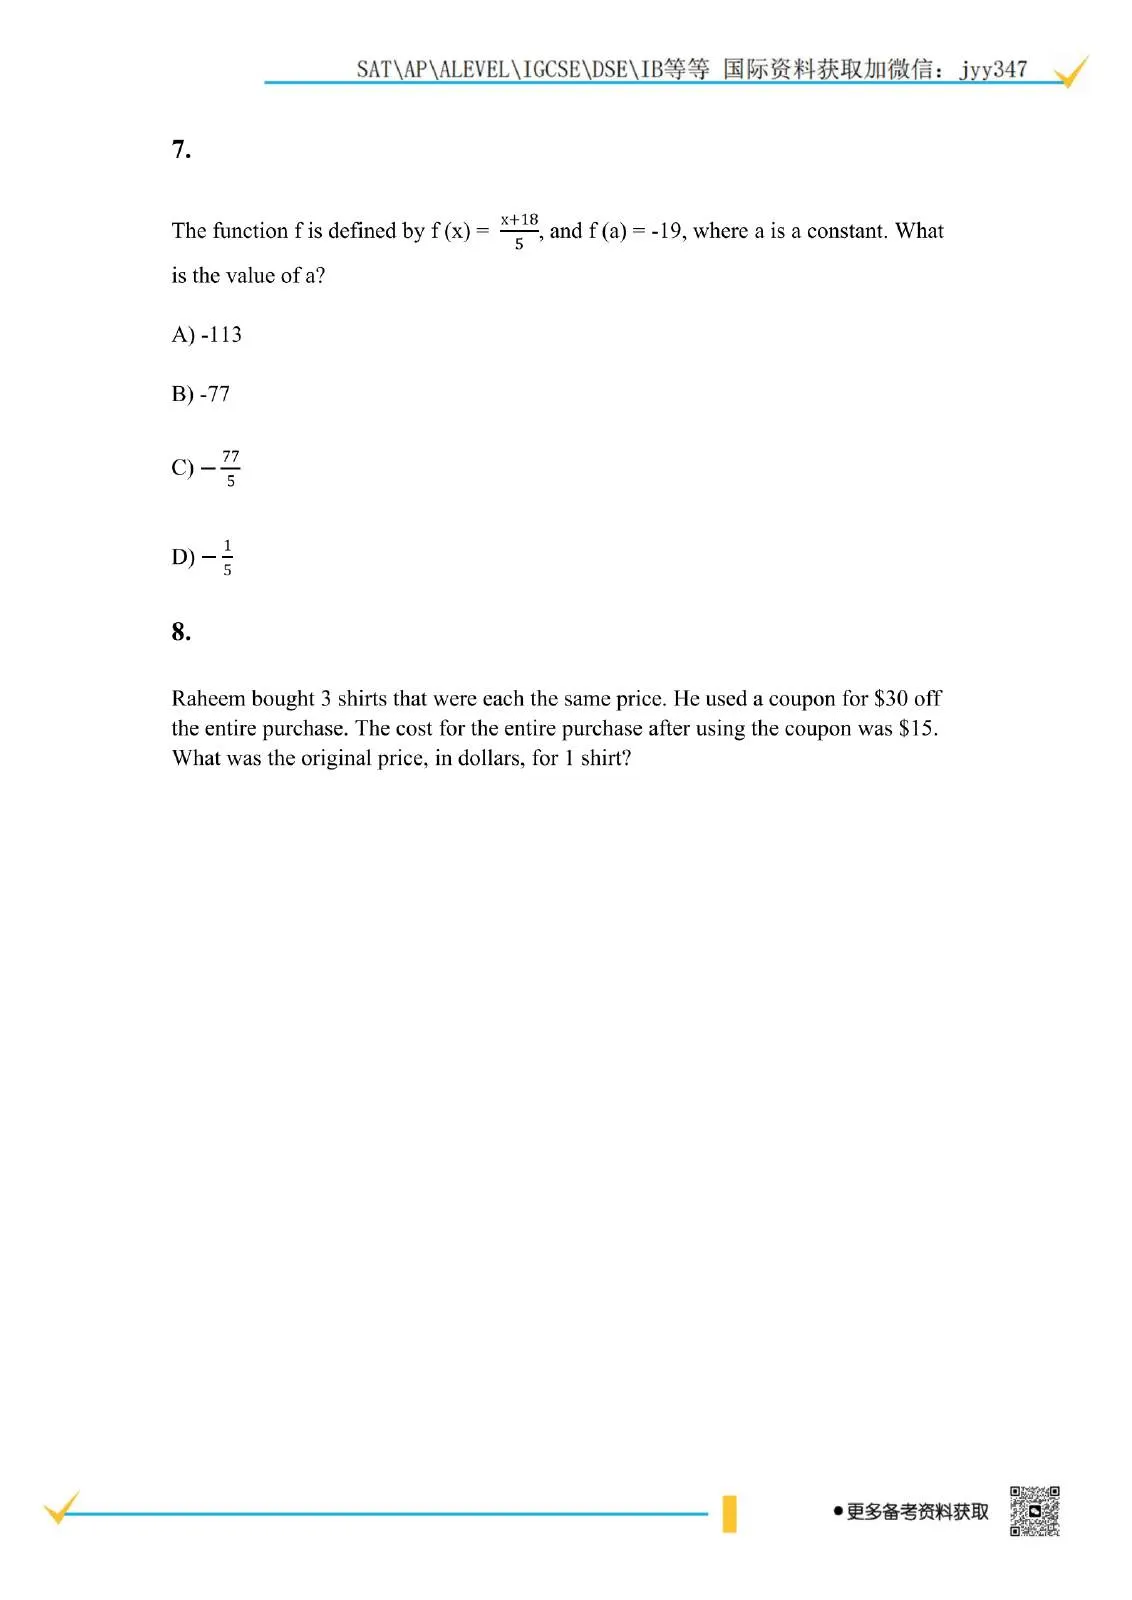 SAT\AP\ALEVEL\IGCSE\DSE\IB等等 国际资料获取加微信：jyy347
7.
The function f is defined by f (x) = x+18/5, and f (a) = -19, where a is a constant. What
is the value of a?
A) -113
B) -77
C) −77/5
D) −1/5
8.
Raheem bought 3 shirts that were each the same price. He used a coupon for $30 off
the entire purchase. The cost for the entire purchase after using the coupon was $15.
What was the original price, in dollars, for 1 shirt?
●更多备考资料获取